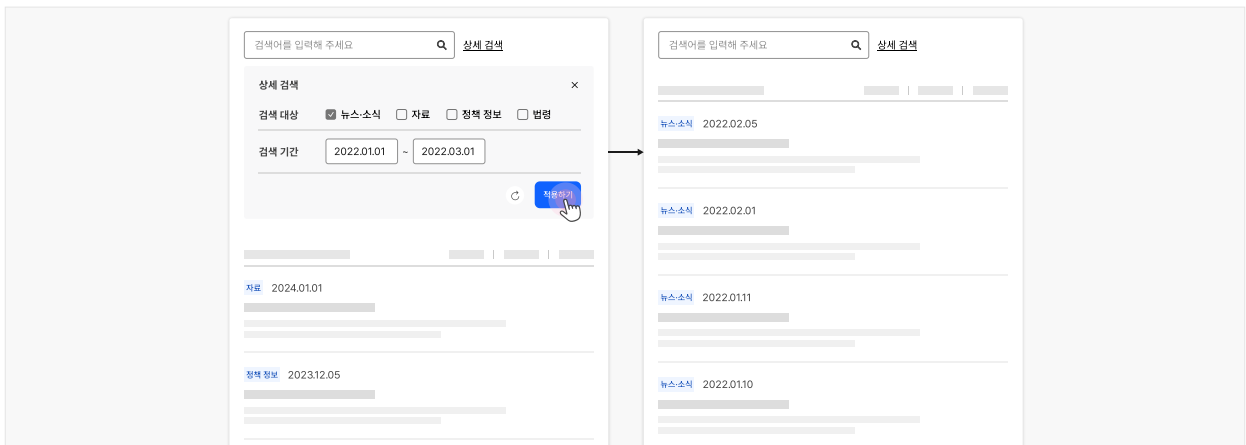 검색어를 입력해 주세요 상세 검색
상세 검색
검색 대상 뉴스·소식 자료 정책 정보 법령
검색 기간 2022.01.01 ~ 2022.03.01
적용하기
자료 2024.01.01
정책 정보 2023.12.05
검색어를 입력해 주세요 상세 검색
뉴스·소식 2022.02.05
뉴스·소식 2022.02.01
뉴스·소식 2022.01.11
뉴스·소식 2022.01.10